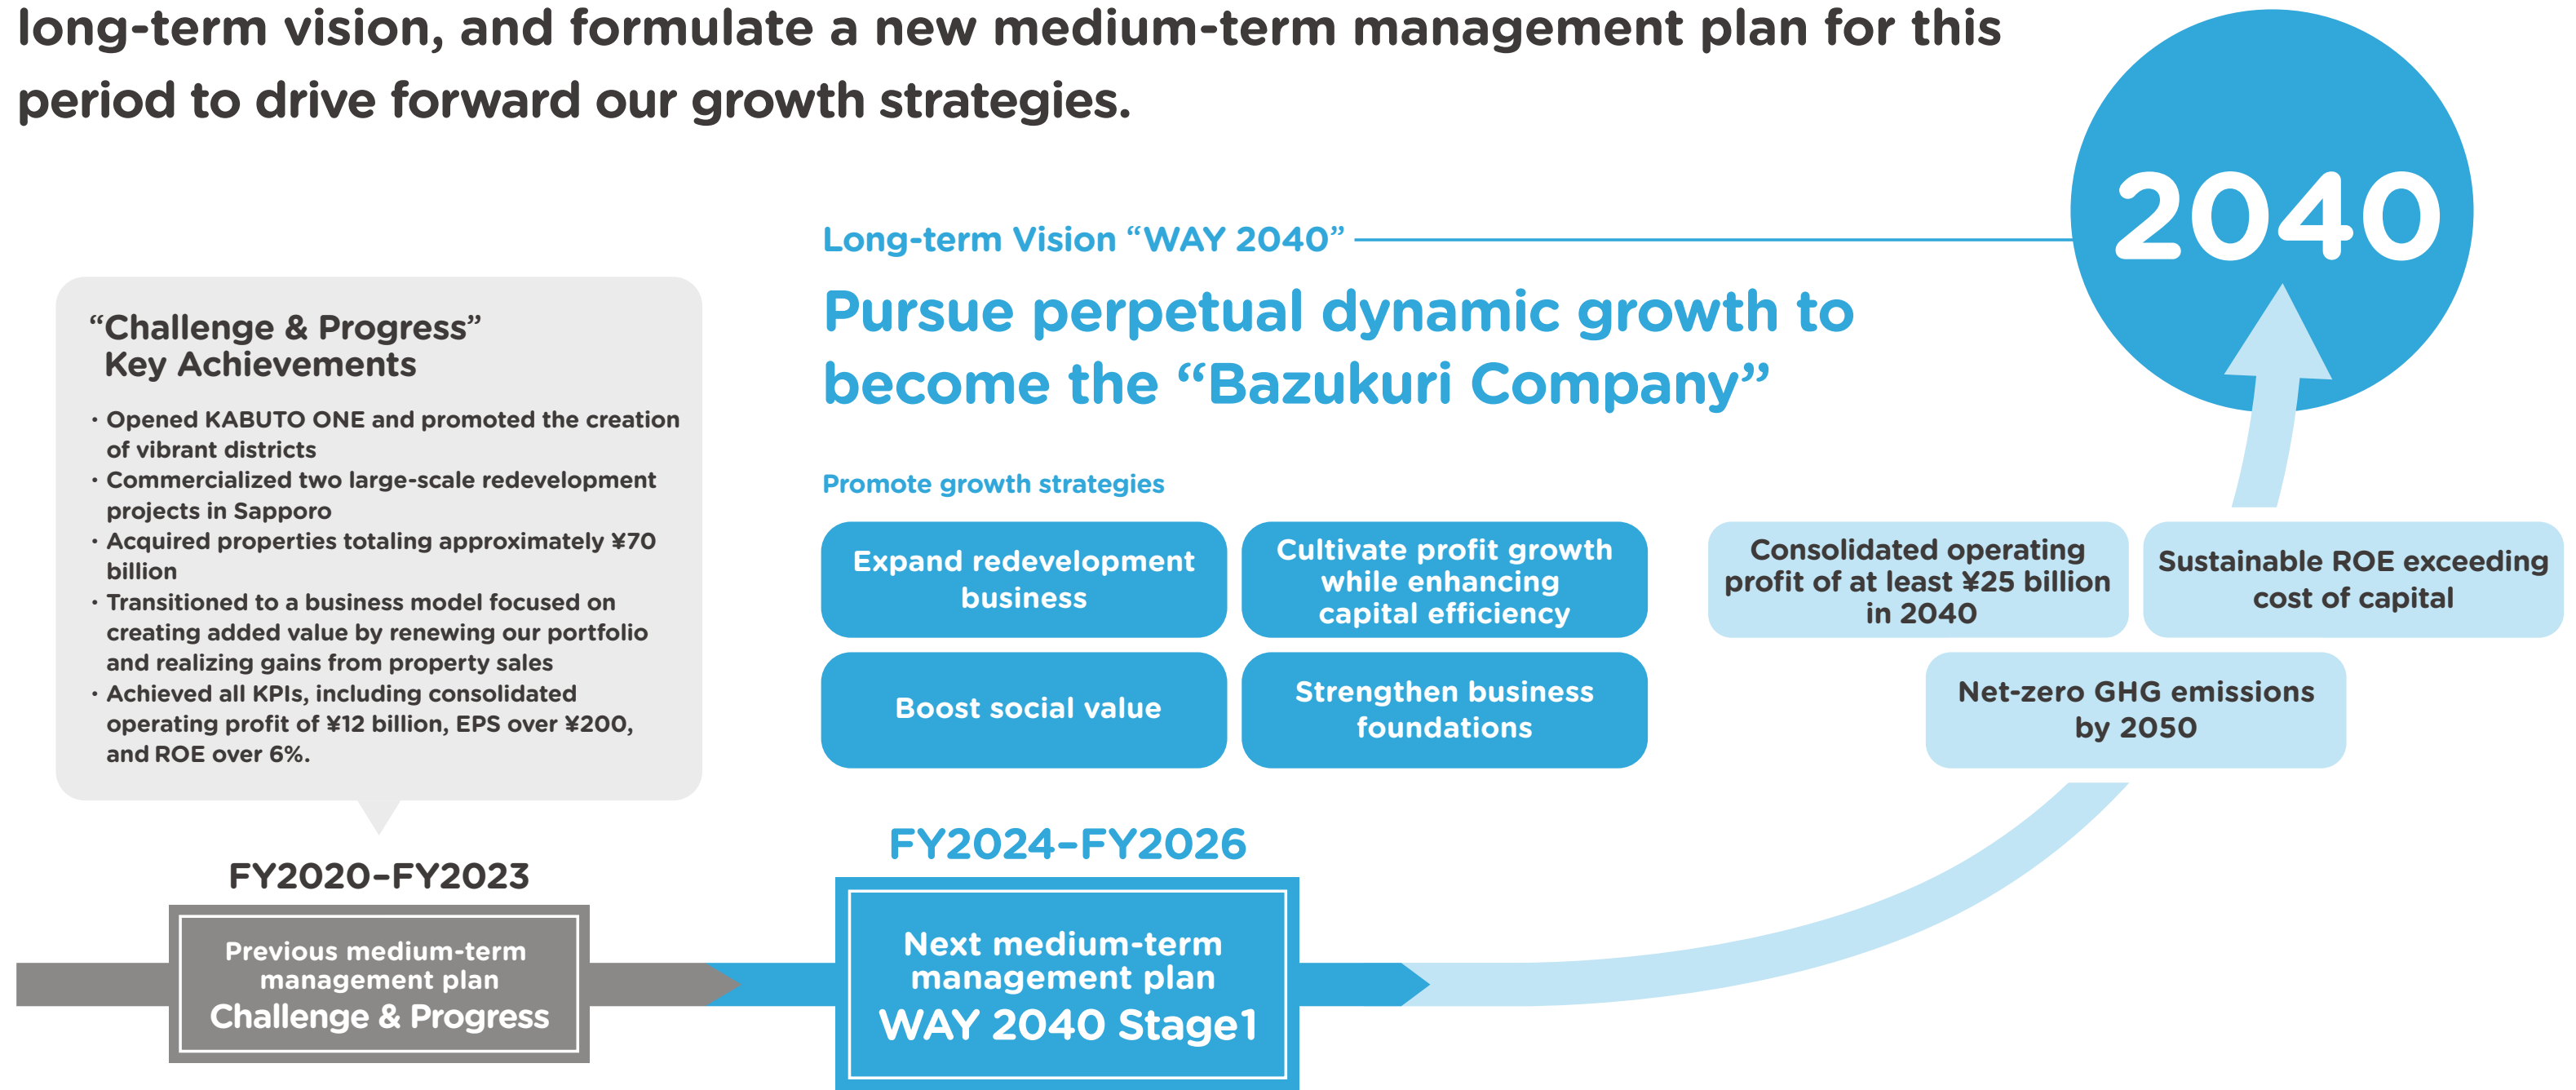 long-term vision, and formulate a new medium-term management plan for this
period to drive forward our growth strategies.
2040
Long-term Vision “WAY 2040”
Pursue perpetual dynamic growth to
become the “Bazukuri Company”
“Challenge & Progress”
Key Achievements
・Opened KABUTO ONE and promoted the creation
of vibrant districts
・Commercialized two large-scale redevelopment
projects in Sapporo
・Acquired properties totaling approximately ¥70
billion
・Transitioned to a business model focused on
creating added value by renewing our portfolio
and realizing gains from property sales
・Achieved all KPIs, including consolidated
operating profit of ¥12 billion, EPS over ¥200,
and ROE over 6%.
Promote growth strategies
Expand redevelopment
business
Cultivate profit growth
while enhancing
capital efficiency
Boost social value
Strengthen business
foundations
Consolidated operating
profit of at least ¥25 billion
in 2040
Sustainable ROE exceeding
cost of capital
Net-zero GHG emissions
by 2050
FY2020–FY2023
Previous medium-term
management plan
Challenge & Progress
FY2024–FY2026
Next medium-term
management plan
WAY 2040 Stage1